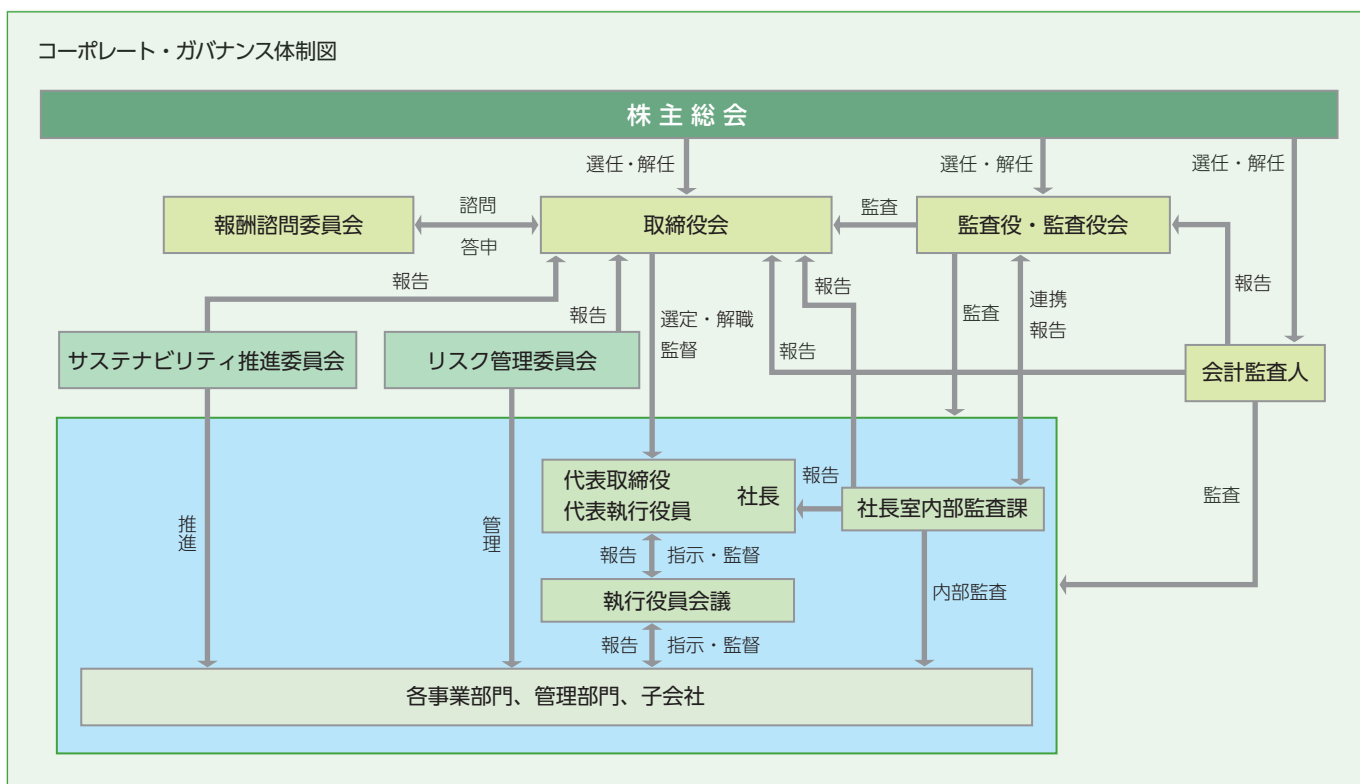 コーポレート・ガバナンス体制図
株主総会
選任・解任
選任・解任
選任・解任
報酬諮問委員会
諮問
答申
取締役会
監査
監査役・監査役会
報告
報告
報告
監査
連携
報告
報告
選定・解職
監督
報告
サステナビリティ推進委員会
リスク管理委員会
会計監査人
代表取締役
代表執行役員
社長
報告
社長室内部監査課
監査
推進
管理
報告
指示・監督
執行役員会議
内部監査
報告
指示・監督
各事業部門、管理部門、子会社